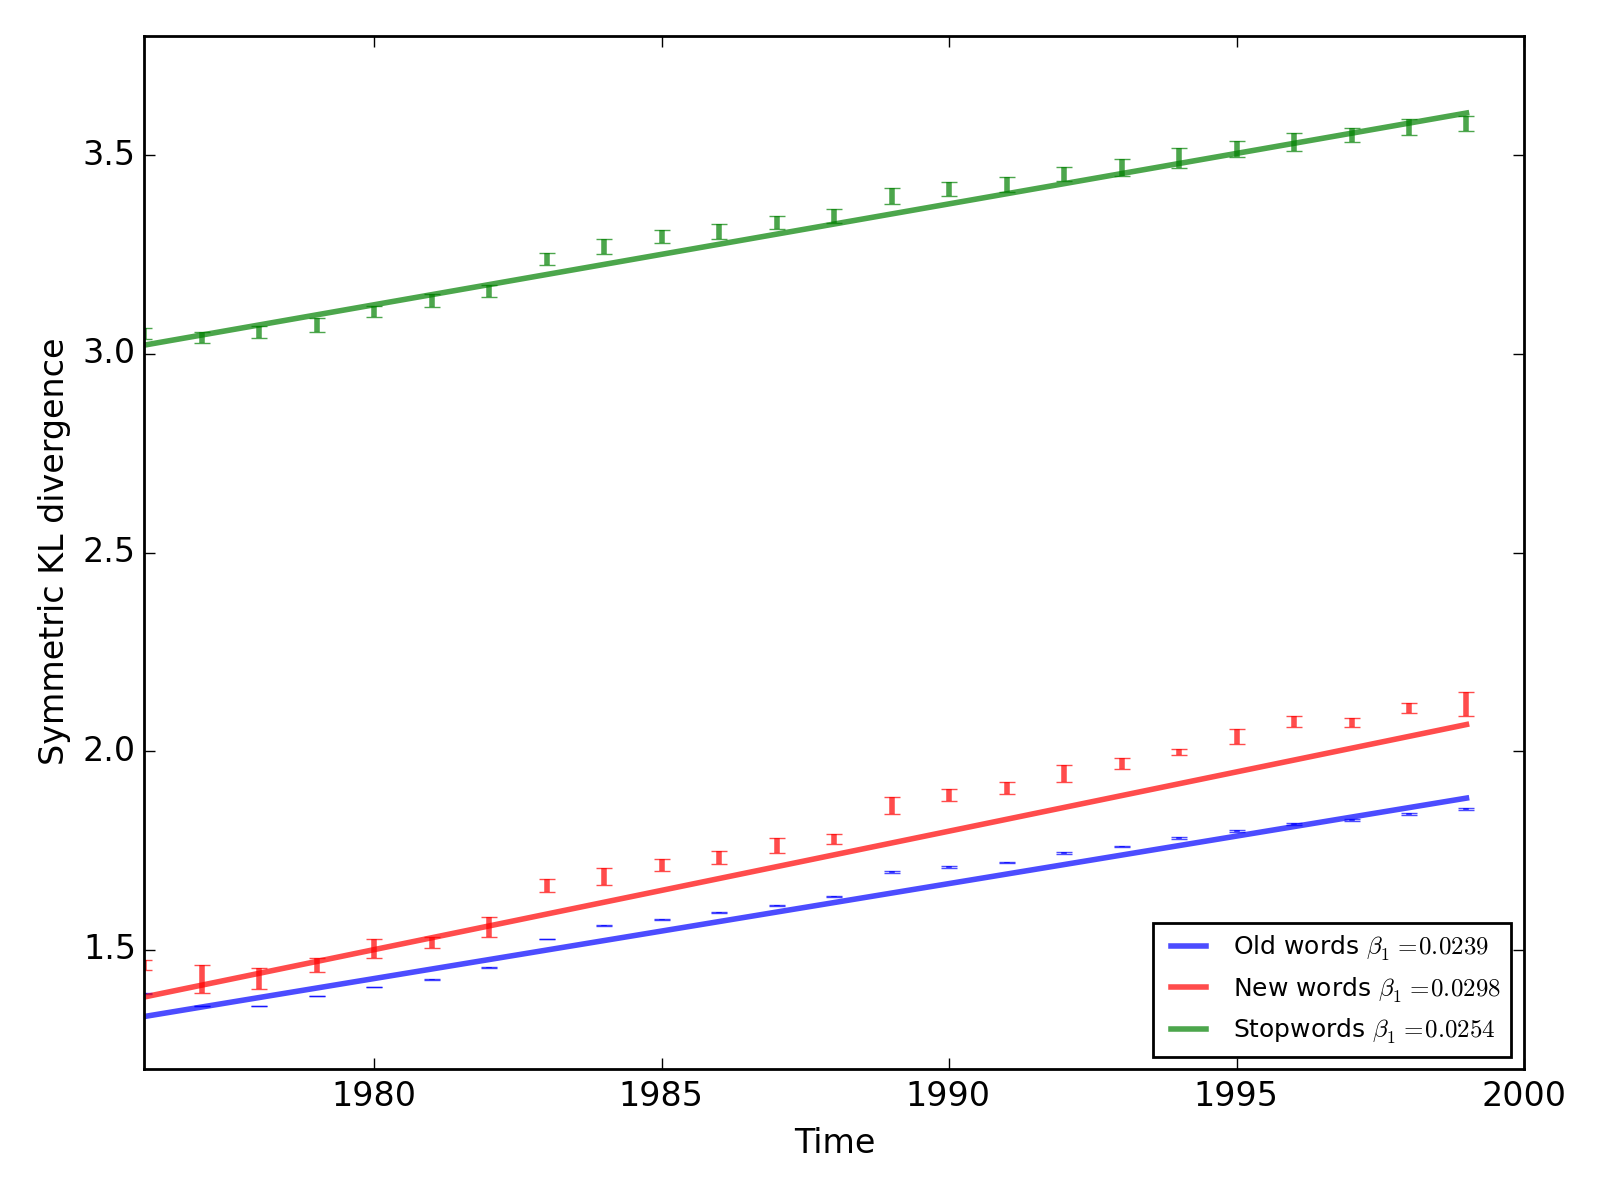 3.5
3.0
2.5
2.0
1.5
Symmetric KL divergence
Old words β₁ =0.0239
New words β₁ =0.0298
Stopwords β₁ =0.0254
1980 1985 1990 1995 2000
Time